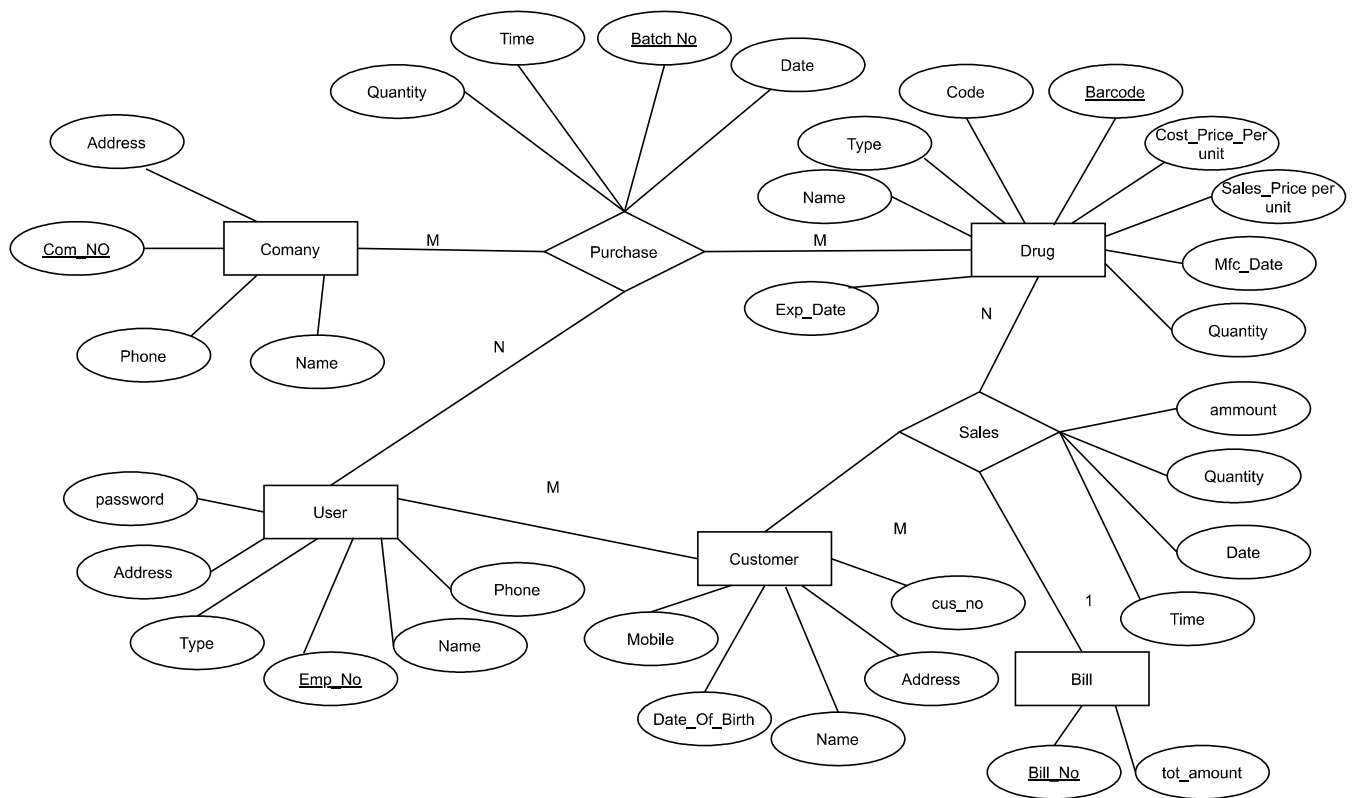 Time
Batch No
Date
Quantity
Code
Barcode
Address
Type
Cost_Price_Per
unit
Name
Sales_Price per
unit
Com_NO
Comany
M
Purchase
M
Drug
Mfc_Date
Exp_Date
N
Quantity
Phone
Name
N
ammount
Sales
Quantity
password
User
M
M
Date
Customer
Address
Phone
cus_no
1
Time
Type
Name
Mobile
Emp_No
Address
Bill
Date_Of_Birth
Name
Bill_No
tot_amount